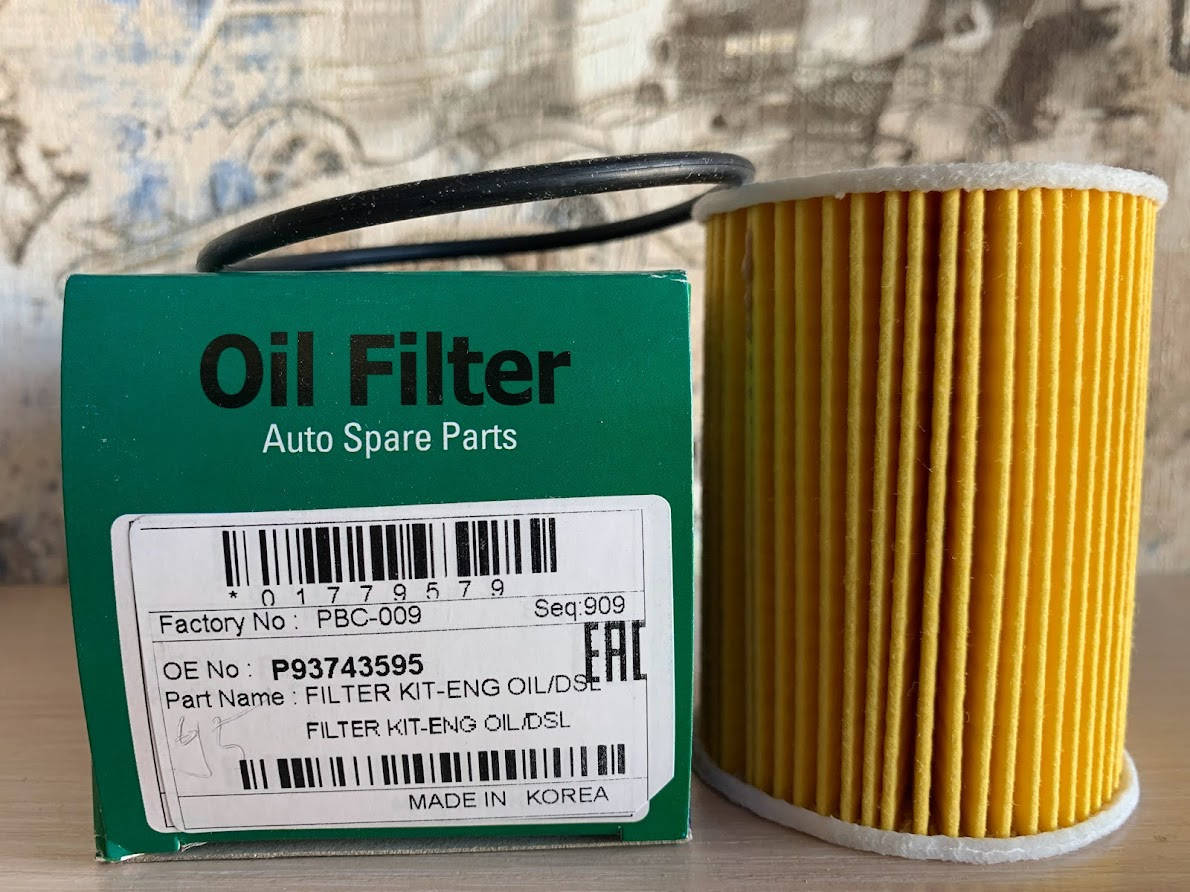 Oil Filter
Auto Spare Parts
* 0 1 7 7 9 5 7 9
Factory No : PBC-009 Seq:909
EAC
OE No : P93743595
Part Name : FILTER KIT-ENG OIL/DSL
FILTER KIT-ENG OIL/DSL
MADE IN KOREA